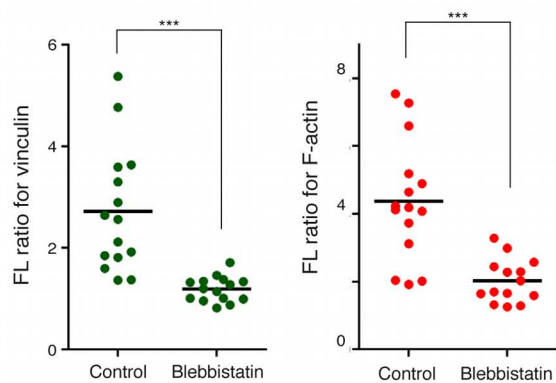 ***
FL ratio for vinculin
6
4
2
0
Control Blebbistatin
***
FL ratio for F-actin
8
4
0
Control Blebbistatin